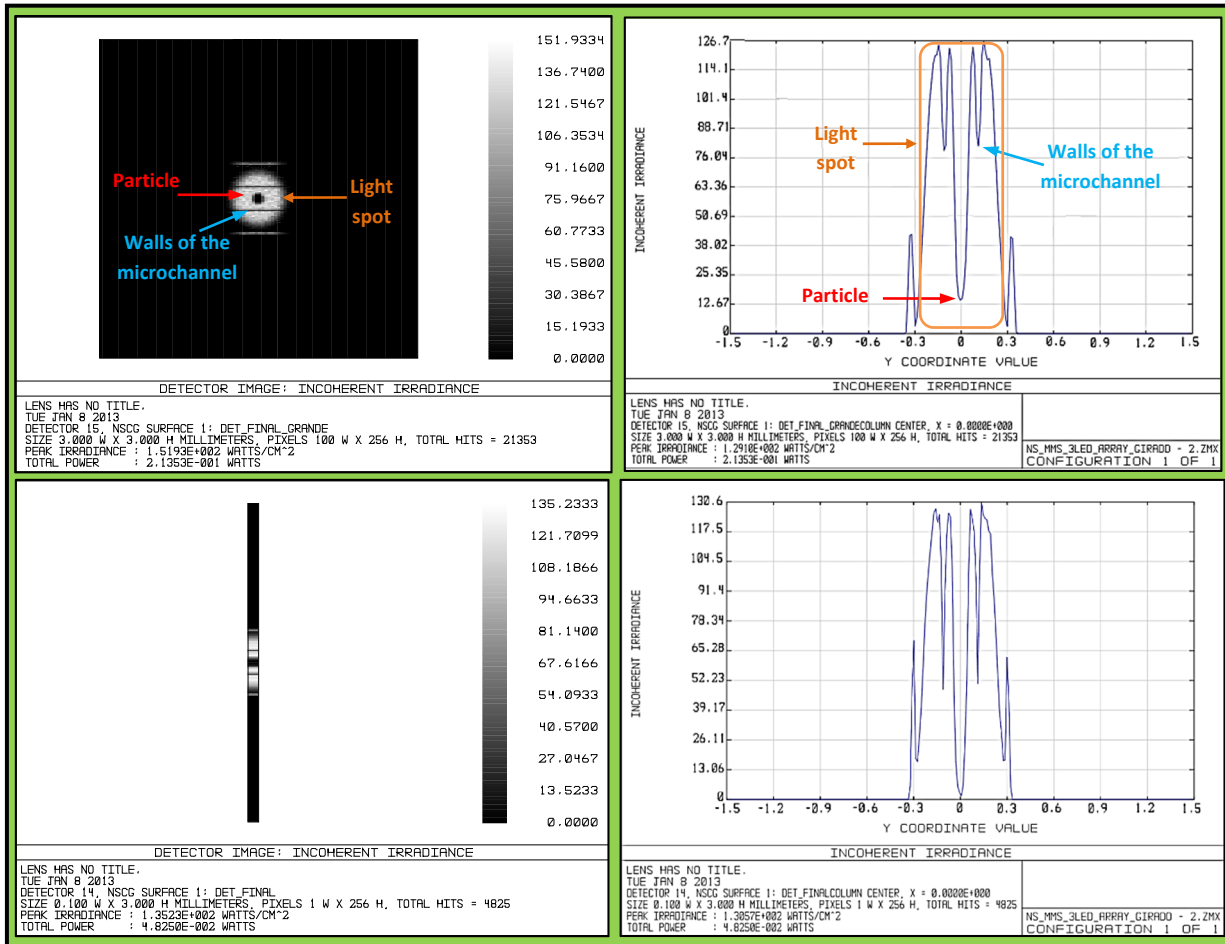 151.9334
136.7400
121.5467
106.3534
91.1600
75.9667
60.7733
45.5800
30.3867
15.1933
0.0000
Particle
Light
spot
Walls of the
microchannel
DETECTOR IMAGE: INCOHERENT IRRADIANCE
LENS HAS NO TITLE.
TUE JAN 8 2013
DETECTOR 15, NSCG SURFACE 1: DET_FINAL_GRANDE
SIZE 3.000 W X 3.000 H MILLIMETERS, PIXELS 100 W X 256 H, TOTAL HITS = 21353
PEAK IRRADIANCE : 1.5193E+002 WATTS/CM^2
TOTAL POWER : 2.1353E-001 WATTS
126.7
114.1
101.4
88.71
76.04
63.36
50.69
38.02
25.35
12.67
0
INCOHERENT IRRADIANCE
Light
spot
Walls of the
microchannel
Particle
-1.5 -1.2 -0.9 -0.6 -0.3 0 0.3 0.6 0.9 1.2 1.5
Y COORDINATE VALUE
INCOHERENT IRRADIANCE
LENS HAS NO TITLE.
TUE JAN 8 2013
DETECTOR 15, NSCG SURFACE 1: DET_FINAL_GRANDECOLUMN CENTER, X = 0.0000E+000
SIZE 3.000 W X 3.000 H MILLIMETERS, PIXELS 100 W X 256 H, TOTAL HITS = 21353
PEAK IRRADIANCE : 1.2910E+002 WATTS/CM^2
TOTAL POWER : 2.1353E-001 WATTS
NS_MMS_3LED_ARRAY_GIRADO - 2.ZMX
CONFIGURATION 1 OF 1
135.2333
121.7099
108.1866
94.6633
81.1400
67.6166
54.0933
40.5700
27.0467
13.5233
0.0000
DETECTOR IMAGE: INCOHERENT IRRADIANCE
LENS HAS NO TITLE.
TUE JAN 8 2013
DETECTOR 14, NSCG SURFACE 1: DET_FINAL
SIZE 0.100 W X 3.000 H MILLIMETERS, PIXELS 1 W X 256 H, TOTAL HITS = 4825
PEAK IRRADIANCE : 1.3523E+002 WATTS/CM^2
TOTAL POWER : 4.8250E-002 WATTS
130.6
117.5
104.5
91.4
78.34
65.28
52.23
39.17
26.11
13.06
0
INCOHERENT IRRADIANCE
-1.5 -1.2 -0.9 -0.6 -0.3 0 0.3 0.6 0.9 1.2 1.5
Y COORDINATE VALUE
INCOHERENT IRRADIANCE
LENS HAS NO TITLE.
TUE JAN 8 2013
DETECTOR 14, NSCG SURFACE 1: DET_FINALCOLUMN CENTER, X = 0.0000E+000
SIZE 0.100 W X 3.000 H MILLIMETERS, PIXELS 1 W X 256 H, TOTAL HITS = 4825
PEAK IRRADIANCE : 1.3057E+002 WATTS/CM^2
TOTAL POWER : 4.8250E-002 WATTS
NS_MMS_3LED_ARRAY_GIRADO - 2.ZMX
CONFIGURATION 1 OF 1